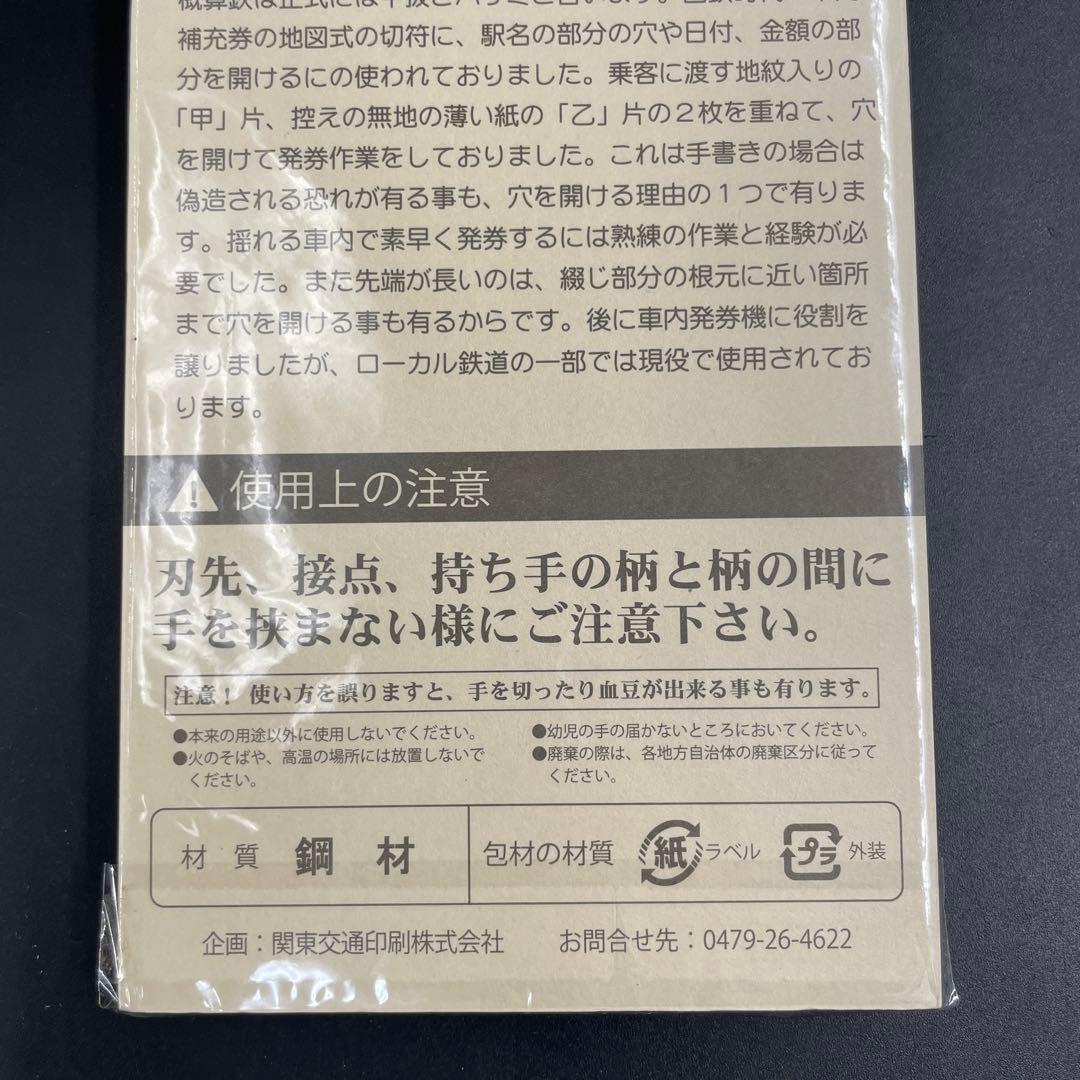 補充券の地図式の切符に、駅名の部分の穴や日付、金額の部
分を開けるにの使われておりました。乗客に渡す地紋入りの
「甲」片、控えの無地の薄い紙の「乙」片の２枚を重ねて、穴
を開けて発券作業をしておりました。これは手書きの場合は
偽造される恐れが有る事も、穴を開ける理由の１つで有りま
す。揺れる車内で素早く発券するには熟練の作業と経験が必
要でした。また先端が長いのは、綴じ部分の根元に近い箇所
まで穴を開ける事も有るからです。後に車内発券機に役割を
譲りましたが、ローカル鉄道の一部では現役で使用されてお
ります。
使用上の注意
刃先、接点、持ち手の柄と柄の間に
手を挟まない様にご注意下さい。
注意！ 使い方を誤りますと、手を切ったり血豆が出来る事も有ります。
●本来の用途以外に使用しないでください。
●火のそばや、高温の場所には放置しないで
ください。
●幼児の手の届かないところにおいてください。
●廃棄の際は、各地方自治体の廃棄区分に従って
ください。
材 質 鋼 材 包材の材質 紙 ラベル プラ 外装
企画：関東交通印刷株式会社 お問合せ先：0479-26-4622